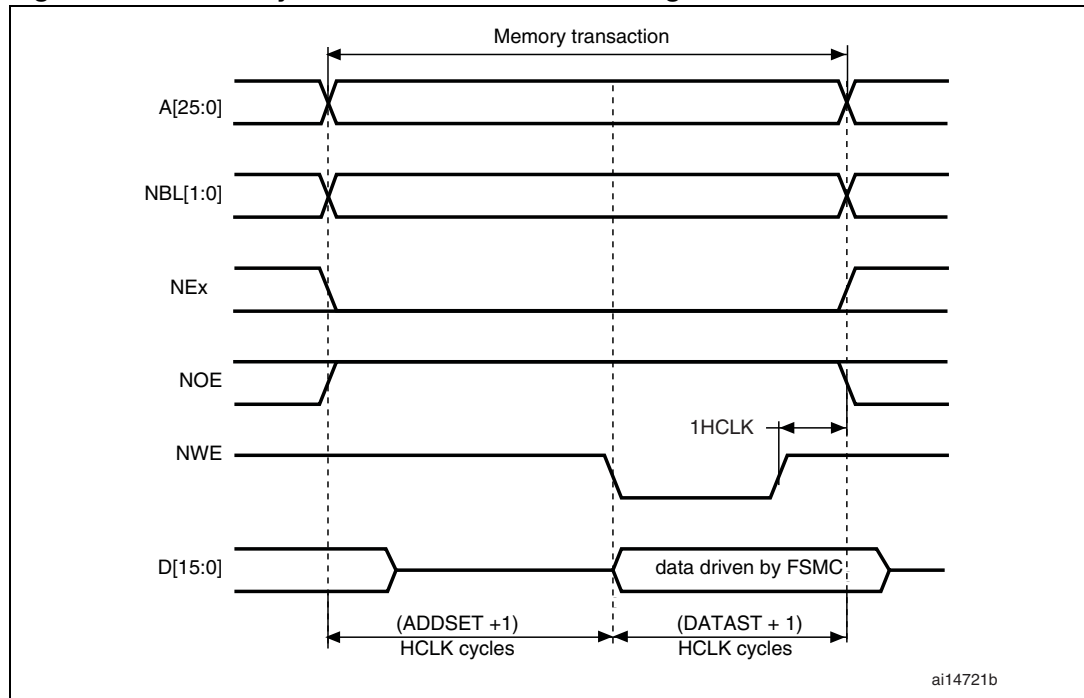 Memory transaction
A[25:0]
NBL[1:0]
NEx
NOE
1HCLK
NWE
D[15:0]
data driven by FSMC
(ADDSET +1)
HCLK cycles
(DATAST + 1)
HCLK cycles
ai14721b